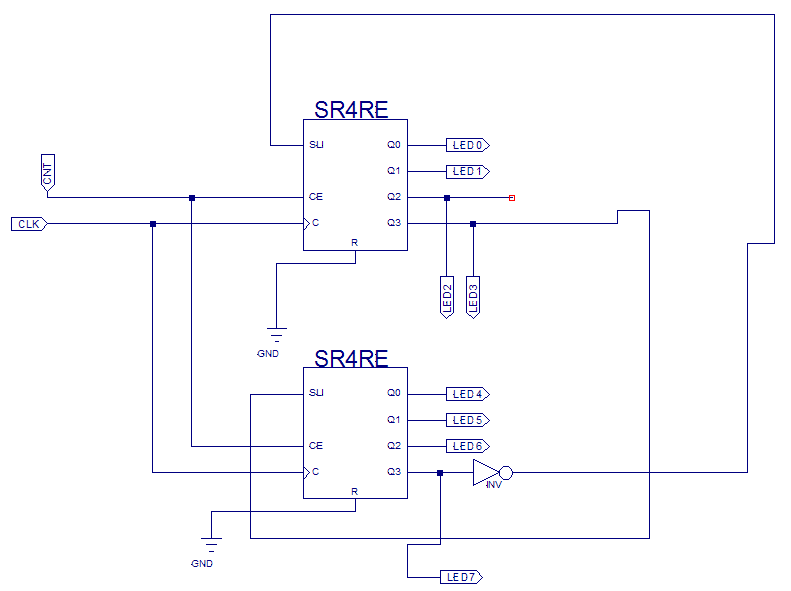 SR4RE
SLI Q0 LED0
Q1 LED1
CNT
CE Q2
CLK
C Q3
R
LED2 LED3
GND
SR4RE
SLI Q0 LED4
Q1 LED5
CE Q2 LED6
C Q3
INV
R
GND
LED7